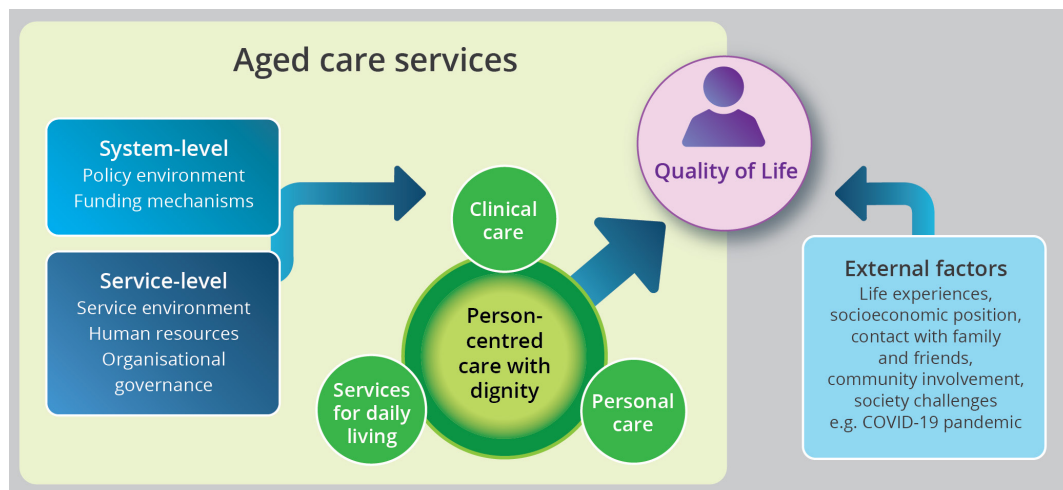 Aged care services
System-level
Policy environment
Funding mechanisms
Service-level
Service environment
Human resources
Organisational
governance
Clinical
care
Person-
centred
care with
dignity
Services
for daily
living
Personal
care
Quality of Life
External factors
Life experiences,
socioeconomic position,
contact with family
and friends,
community involvement,
society challenges
e.g. COVID-19 pandemic